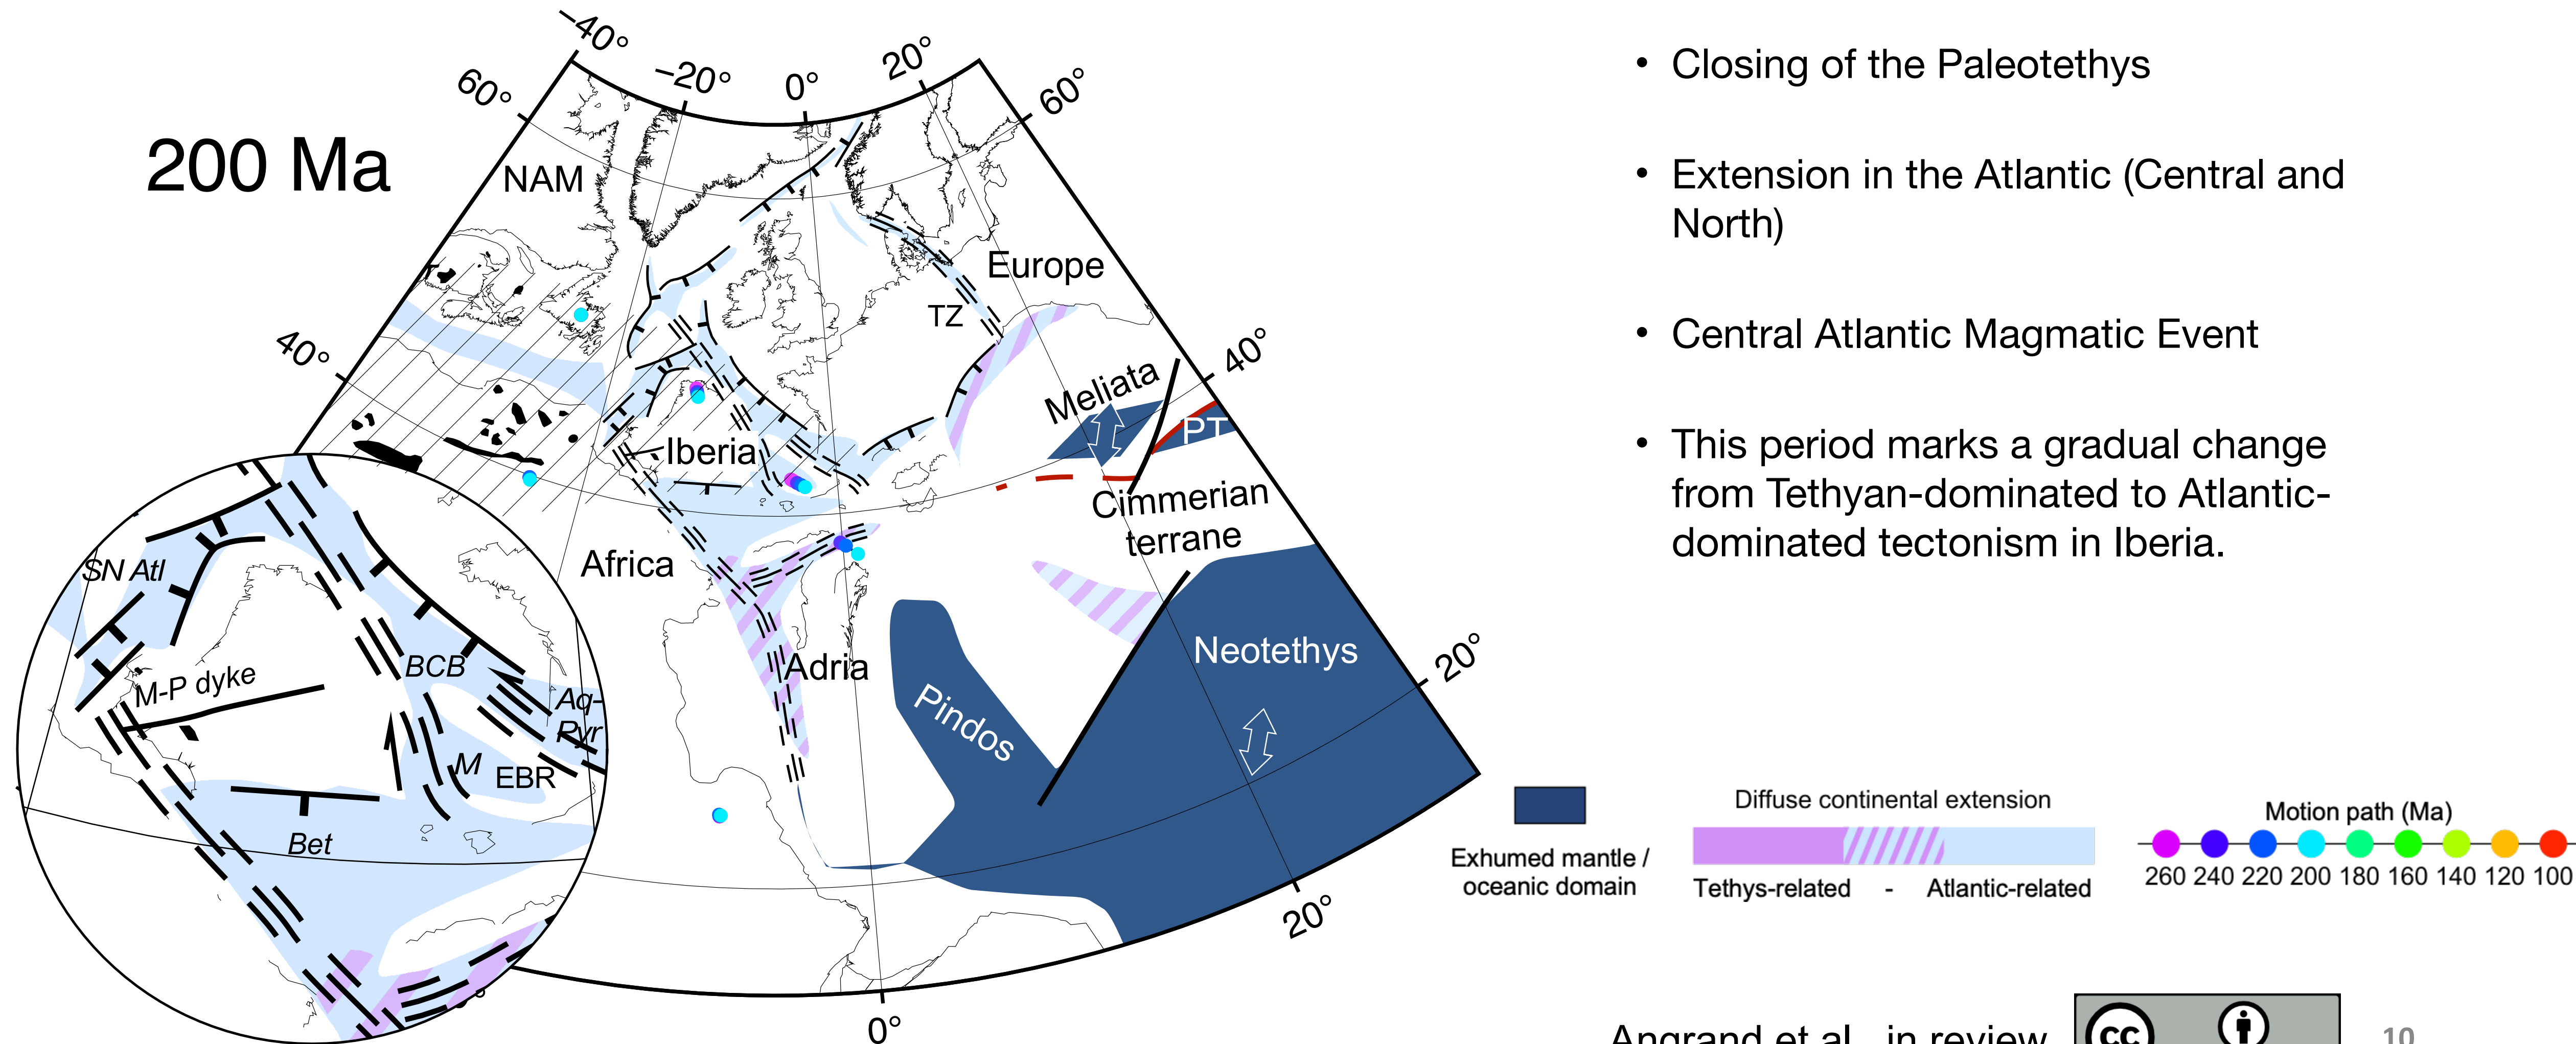 −40°
−20°
0°
20°
60°
60°
200 Ma
NAM
Europe
TZ
40°
40°
Meliata
PT
Iberia
Cimmerian
terrane
Africa
Neotethys
Adria
Pindos
20°
20°
0°
SN Atl
M-P dyke
BCB
Aq-
Pyr
M
EBR
Bet
• Closing of the Paleotethys
• Extension in the Atlantic (Central and
North)
• Central Atlantic Magmatic Event
• This period marks a gradual change
from Tethyan-dominated to Atlantic-
dominated tectonism in Iberia.
Exhumed mantle /
oceanic domain
Diffuse continental extension
Tethys-related - Atlantic-related
Motion path (Ma)
260 240 220 200 180 160 140 120 100
Angrand et al., in review
cc
10